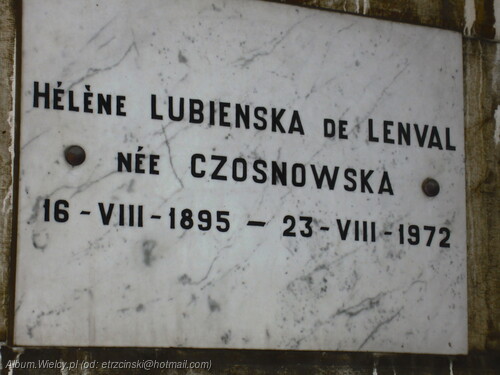 HÉLÈNE LUBIENSKA DE LENVAL
NÉE CZOSNOWSKA
16-VIII-1895 — 23-VIII-1972
Album.Wielcy.pl (od: etrzcinski@hotmail.com)